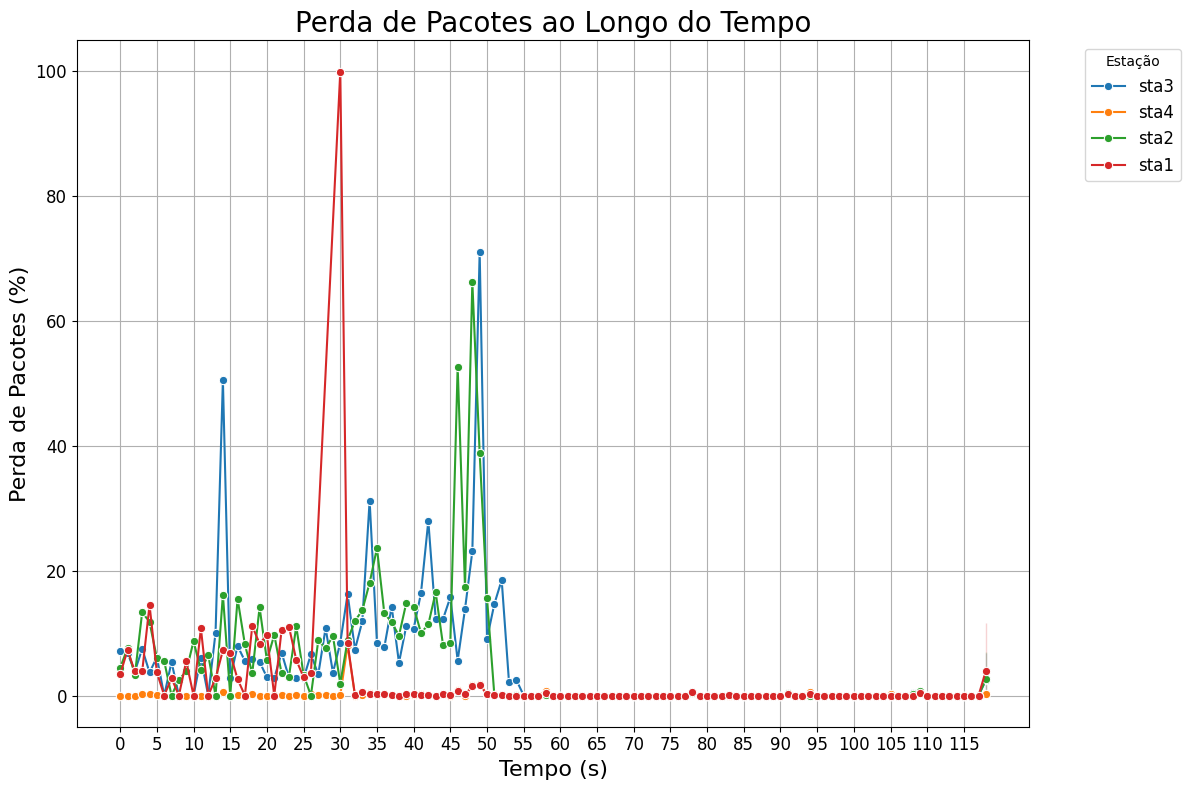 Perda de Pacotes ao Longo do Tempo
Perda de Pacotes (%)
100
80
60
40
20
0
0 5 10 15 20 25 30 35 40 45 50 55 60 65 70 75 80 85 90 95 100 105 110 115
Tempo (s)
Estação
sta3
sta4
sta2
sta1